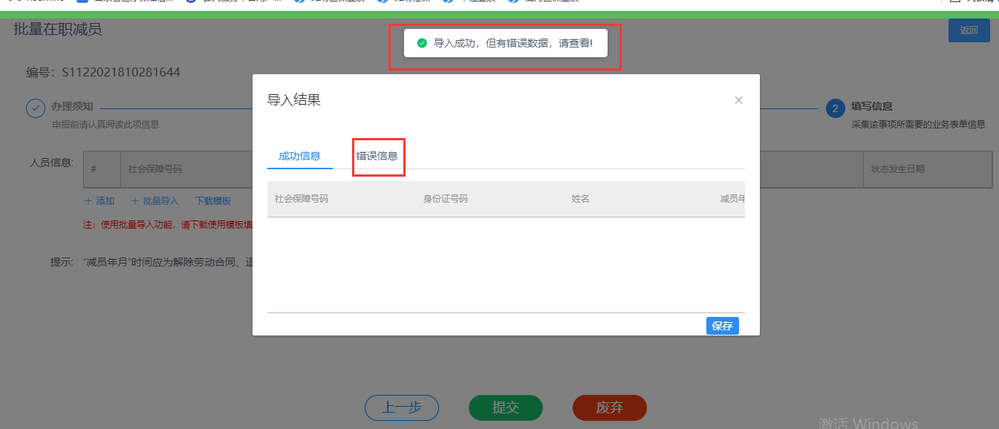 批量在职减员
返回
导入成功，但有错误数据，请查看!
编号：S1122021810281644
导入结果
办理须知
申报前请认真阅读此项信息
2 填写信息
采集该事项所需要的业务表单信息
成功信息
错误信息
人员信息:
#
社会保障号码
状态发生日期
社会保障号码
身份证号码
姓名
减员年
+ 添加
+ 批量导入
下载模板
注：使用批量导入功能，请下载使用模板填
提示: “减员年月”时间应为解除劳动合同、退
保存
上一步
提交
废弃
激活 Windows